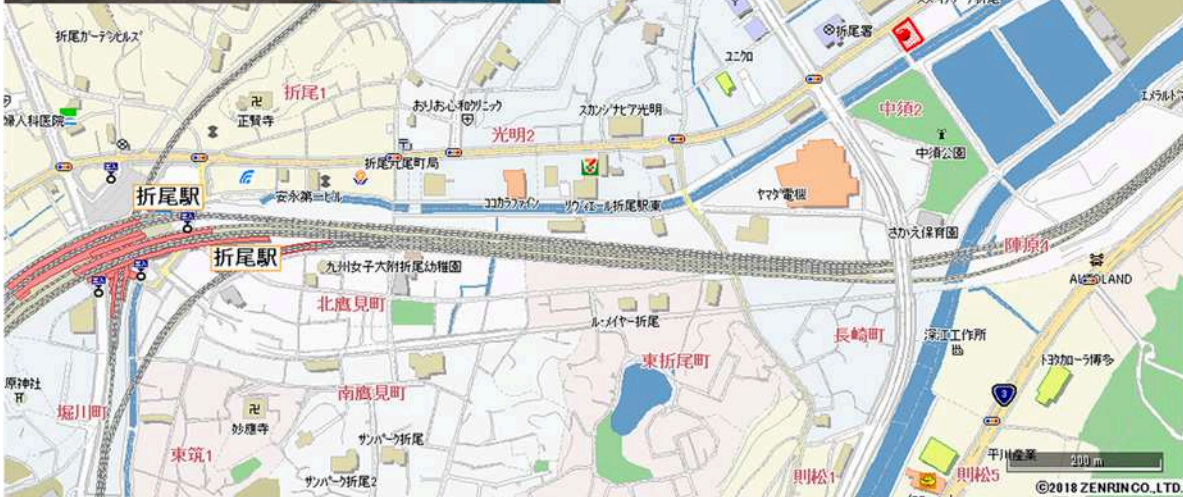 折尾ガーデンヒルズ
折尾署
ユニクロ
折尾1
正賢寺
おりお心和クリニック
スカンジナビア光明
中須2
婦人科医院
光明2
中須公園
折尾丸尾町局
折尾駅
安永第一ビル
ココカラファイン
リヴィエール折尾駅東
ヤマダ電機
さかえ保育園
陣原1
折尾駅
九州女子大附折尾幼稚園
北鷹見町
ル・メイヤー折尾
長崎町
深江工作所
東折尾町
トヨタカローラ博多
原神社
堀川町
南鷹見町
3
妙應寺
サンパーク折尾
東筑1
サンパーク折尾2
則松1
平川産業
則松5
200 m
©2018 ZENRIN CO.,LTD.